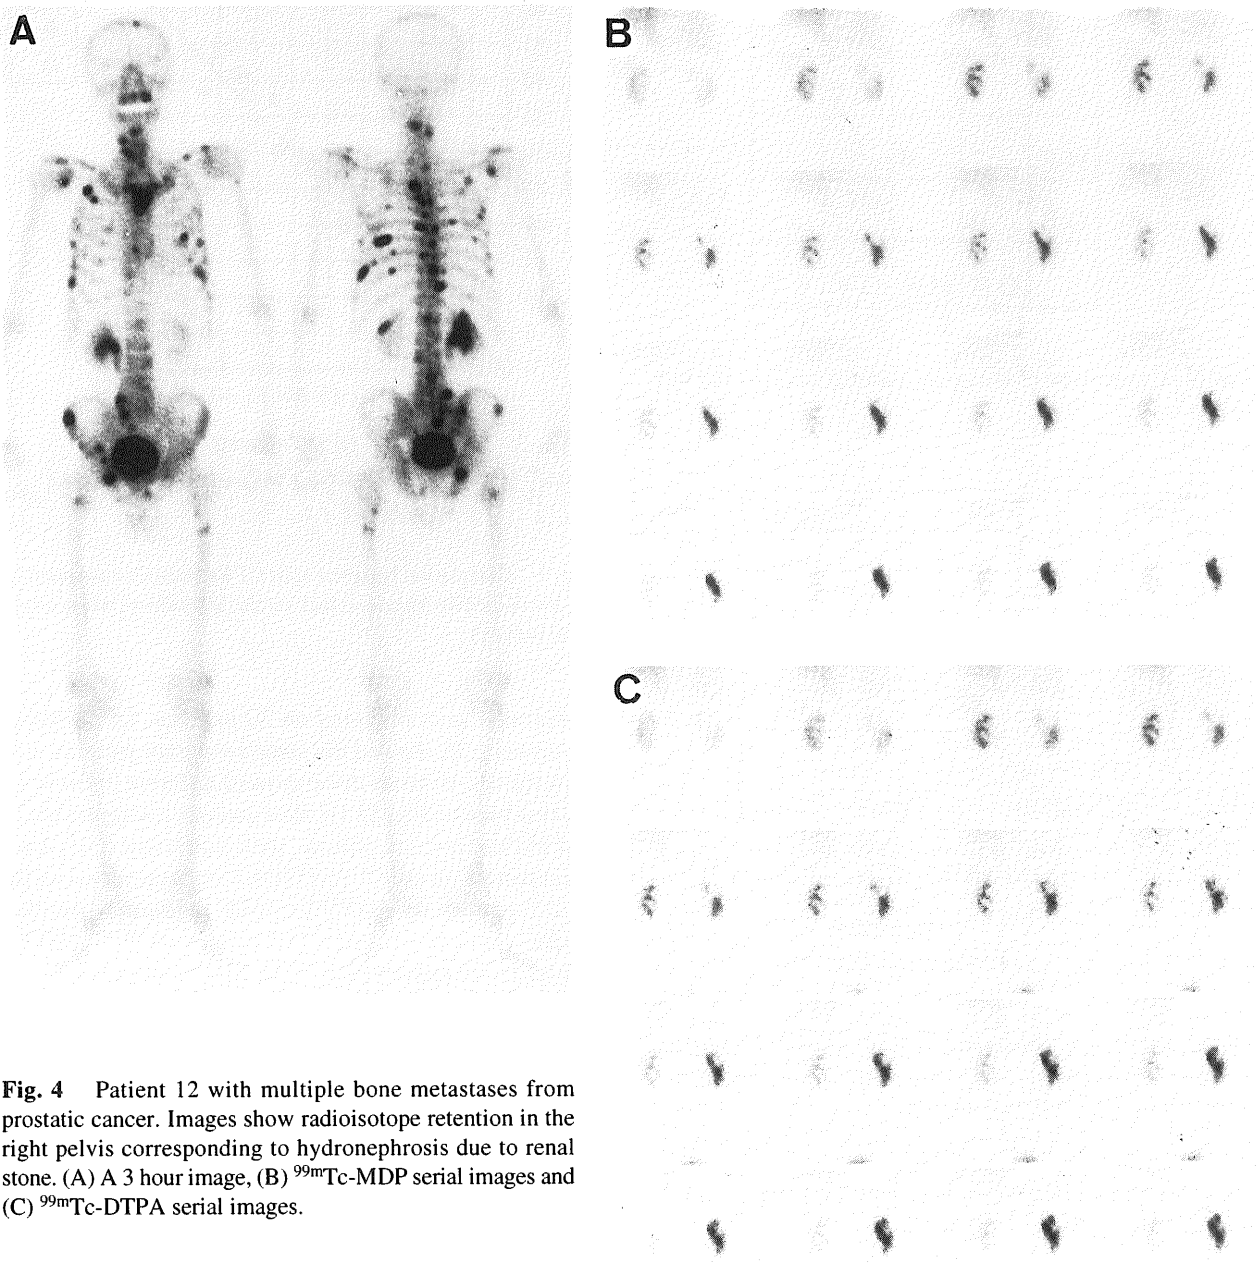 A
B
C
Fig. 4 Patient 12 with multiple bone metastases from
prostatic cancer. Images show radioisotope retention in the
right pelvis corresponding to hydronephrosis due to renal
stone. (A) A 3 hour image, (B) ⁹⁹ᵐTc-MDP serial images and
(C) ⁹⁹ᵐTc-DTPA serial images.